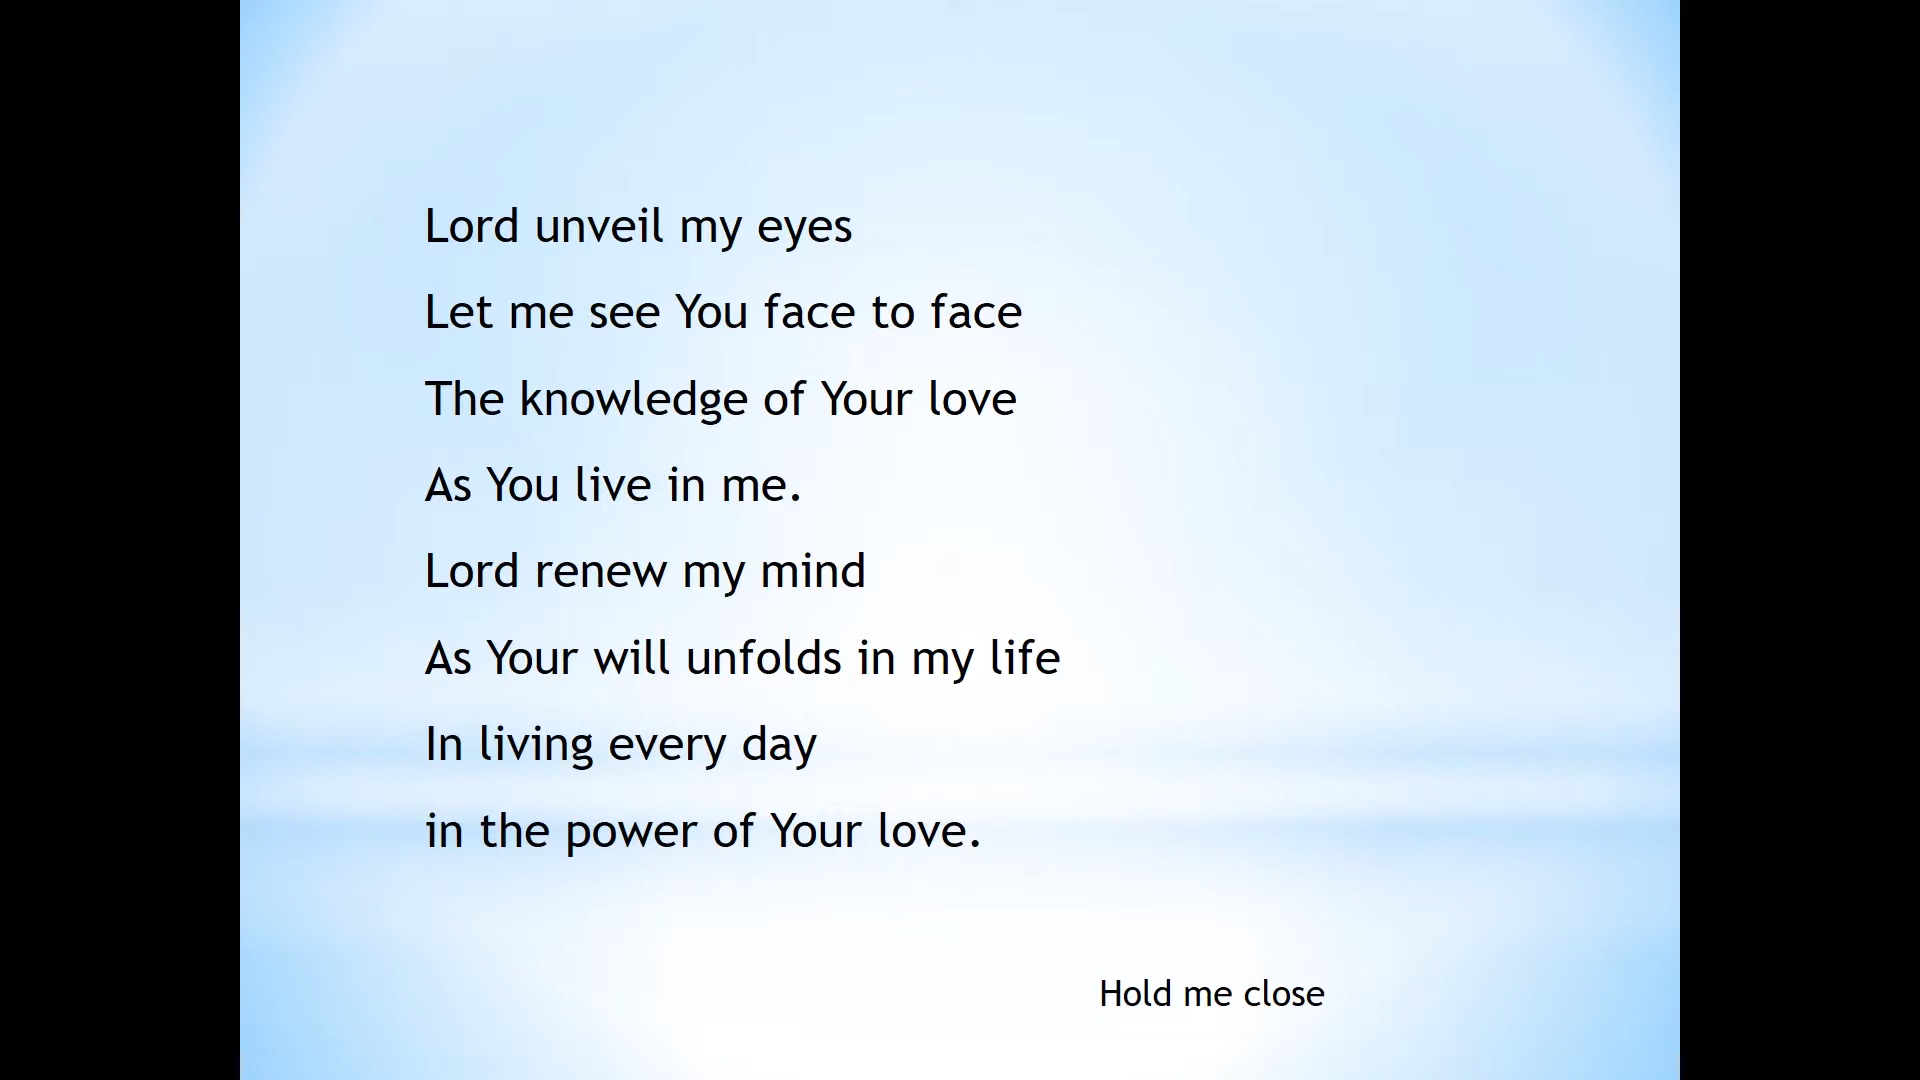 Lord unveil my eyes
Let me see You face to face
The knowledge of Your love
As You live in me.
Lord renew my mind
As Your will unfolds in my life
In living every day
in the power of Your love.
Hold me close